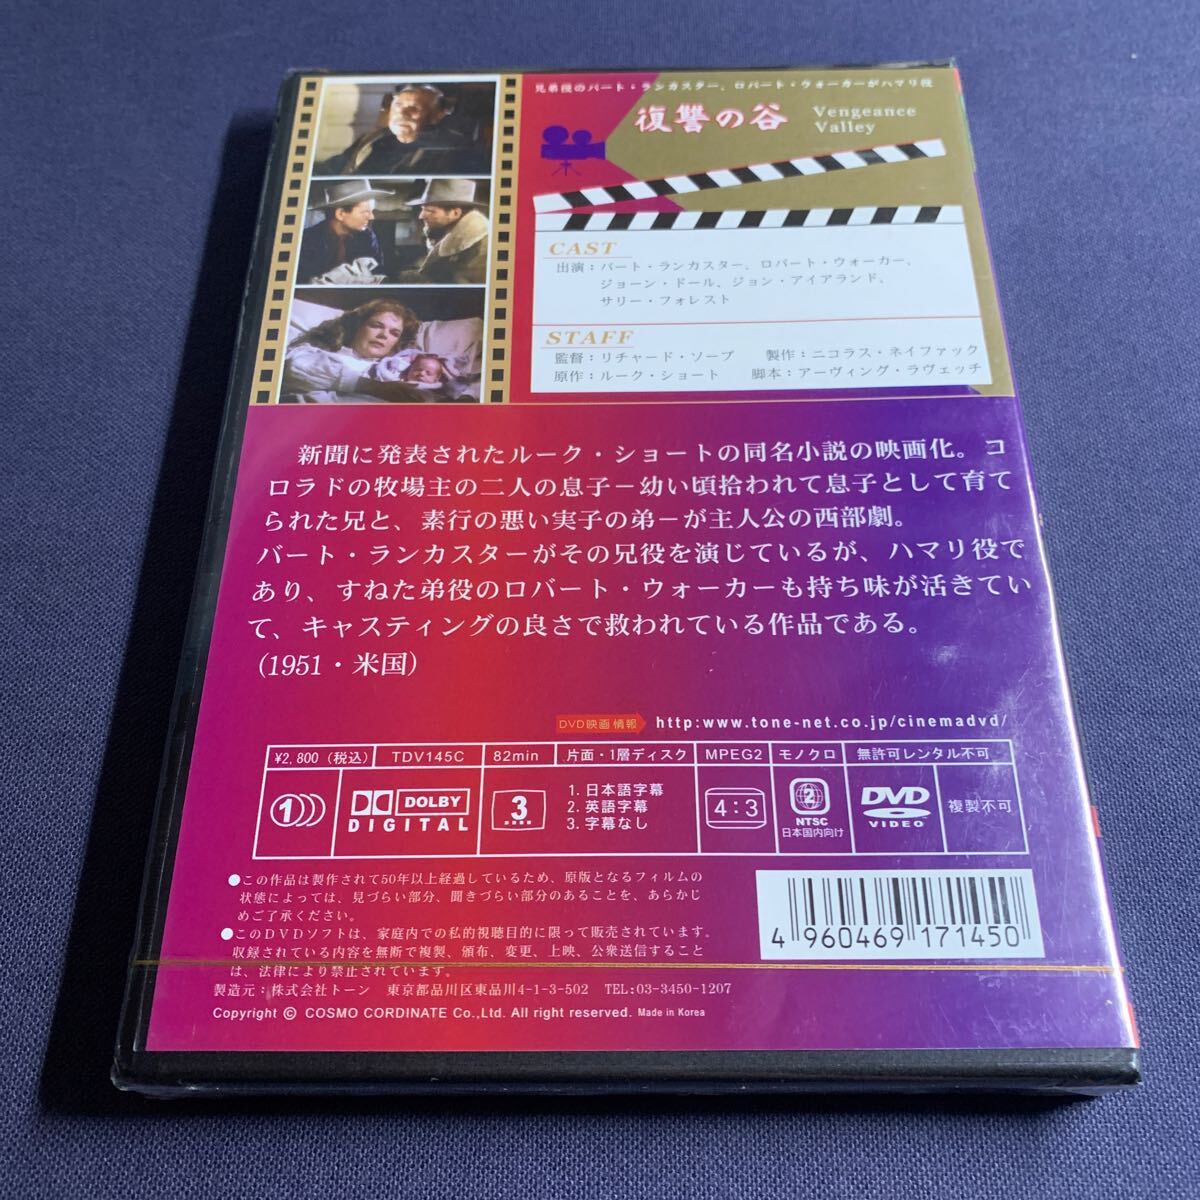 兄弟役のバート・ランカスター、ロバート・ウォーカーがハマリ役
復讐の谷
Vengeance
Valley
CAST
出演：バート・ランカスター、ロバート・ウォーカー、
ジョーン・ドール、ジョン・アイアランド、
サリー・フォレスト
STAFF
監督：リチャード・ソープ 製作：ニコラス・ネイファック
原作：ルーク・ショート 脚本：アーヴィング・ラヴェッチ
新聞に発表されたルーク・ショートの同名小説の映画化。コ
ロラドの牧場主の二人の息子－幼い頃拾われて息子として育て
られた兄と、素行の悪い実子の弟－が主人公の西部劇。
バート・ランカスターがその兄役を演じているが、ハマリ役で
あり、すねた弟役のロバート・ウォーカーも持ち味が活きてい
て、キャスティングの良さで救われている作品である。
(1951・米国)
DVD映画情報 http:www.tone-net.co.jp/cinemadvd/
¥2,800（税込） TDV145C 82min 片面・1層ディスク MPEG2 モノクロ 無許可レンタル不可
1
DOLBY
DIGITAL
3
1. 日本語字幕
2. 英語字幕
3. 字幕なし
4:3
2
NTSC
日本国内向け
DVD
VIDEO
複製不可
●この作品は製作されて50年以上経過しているため、原版となるフィルムの
状態によっては、見づらい部分、聞きづらい部分のあることを、あらかじ
めご了承ください。
●このDVDソフトは、家庭内での私的視聴目的に限って販売されています。
収録されている内容を無断で複製、頒布、変更、上映、公衆送信すること
は、法律により禁止されています。
製造元：株式会社トーン 東京都品川区東品川4-1-3-502 TEL:03-3450-1207
Copyright © COSMO CORDINATE Co.,Ltd. All right reserved. Made in Korea
4 960469 171450